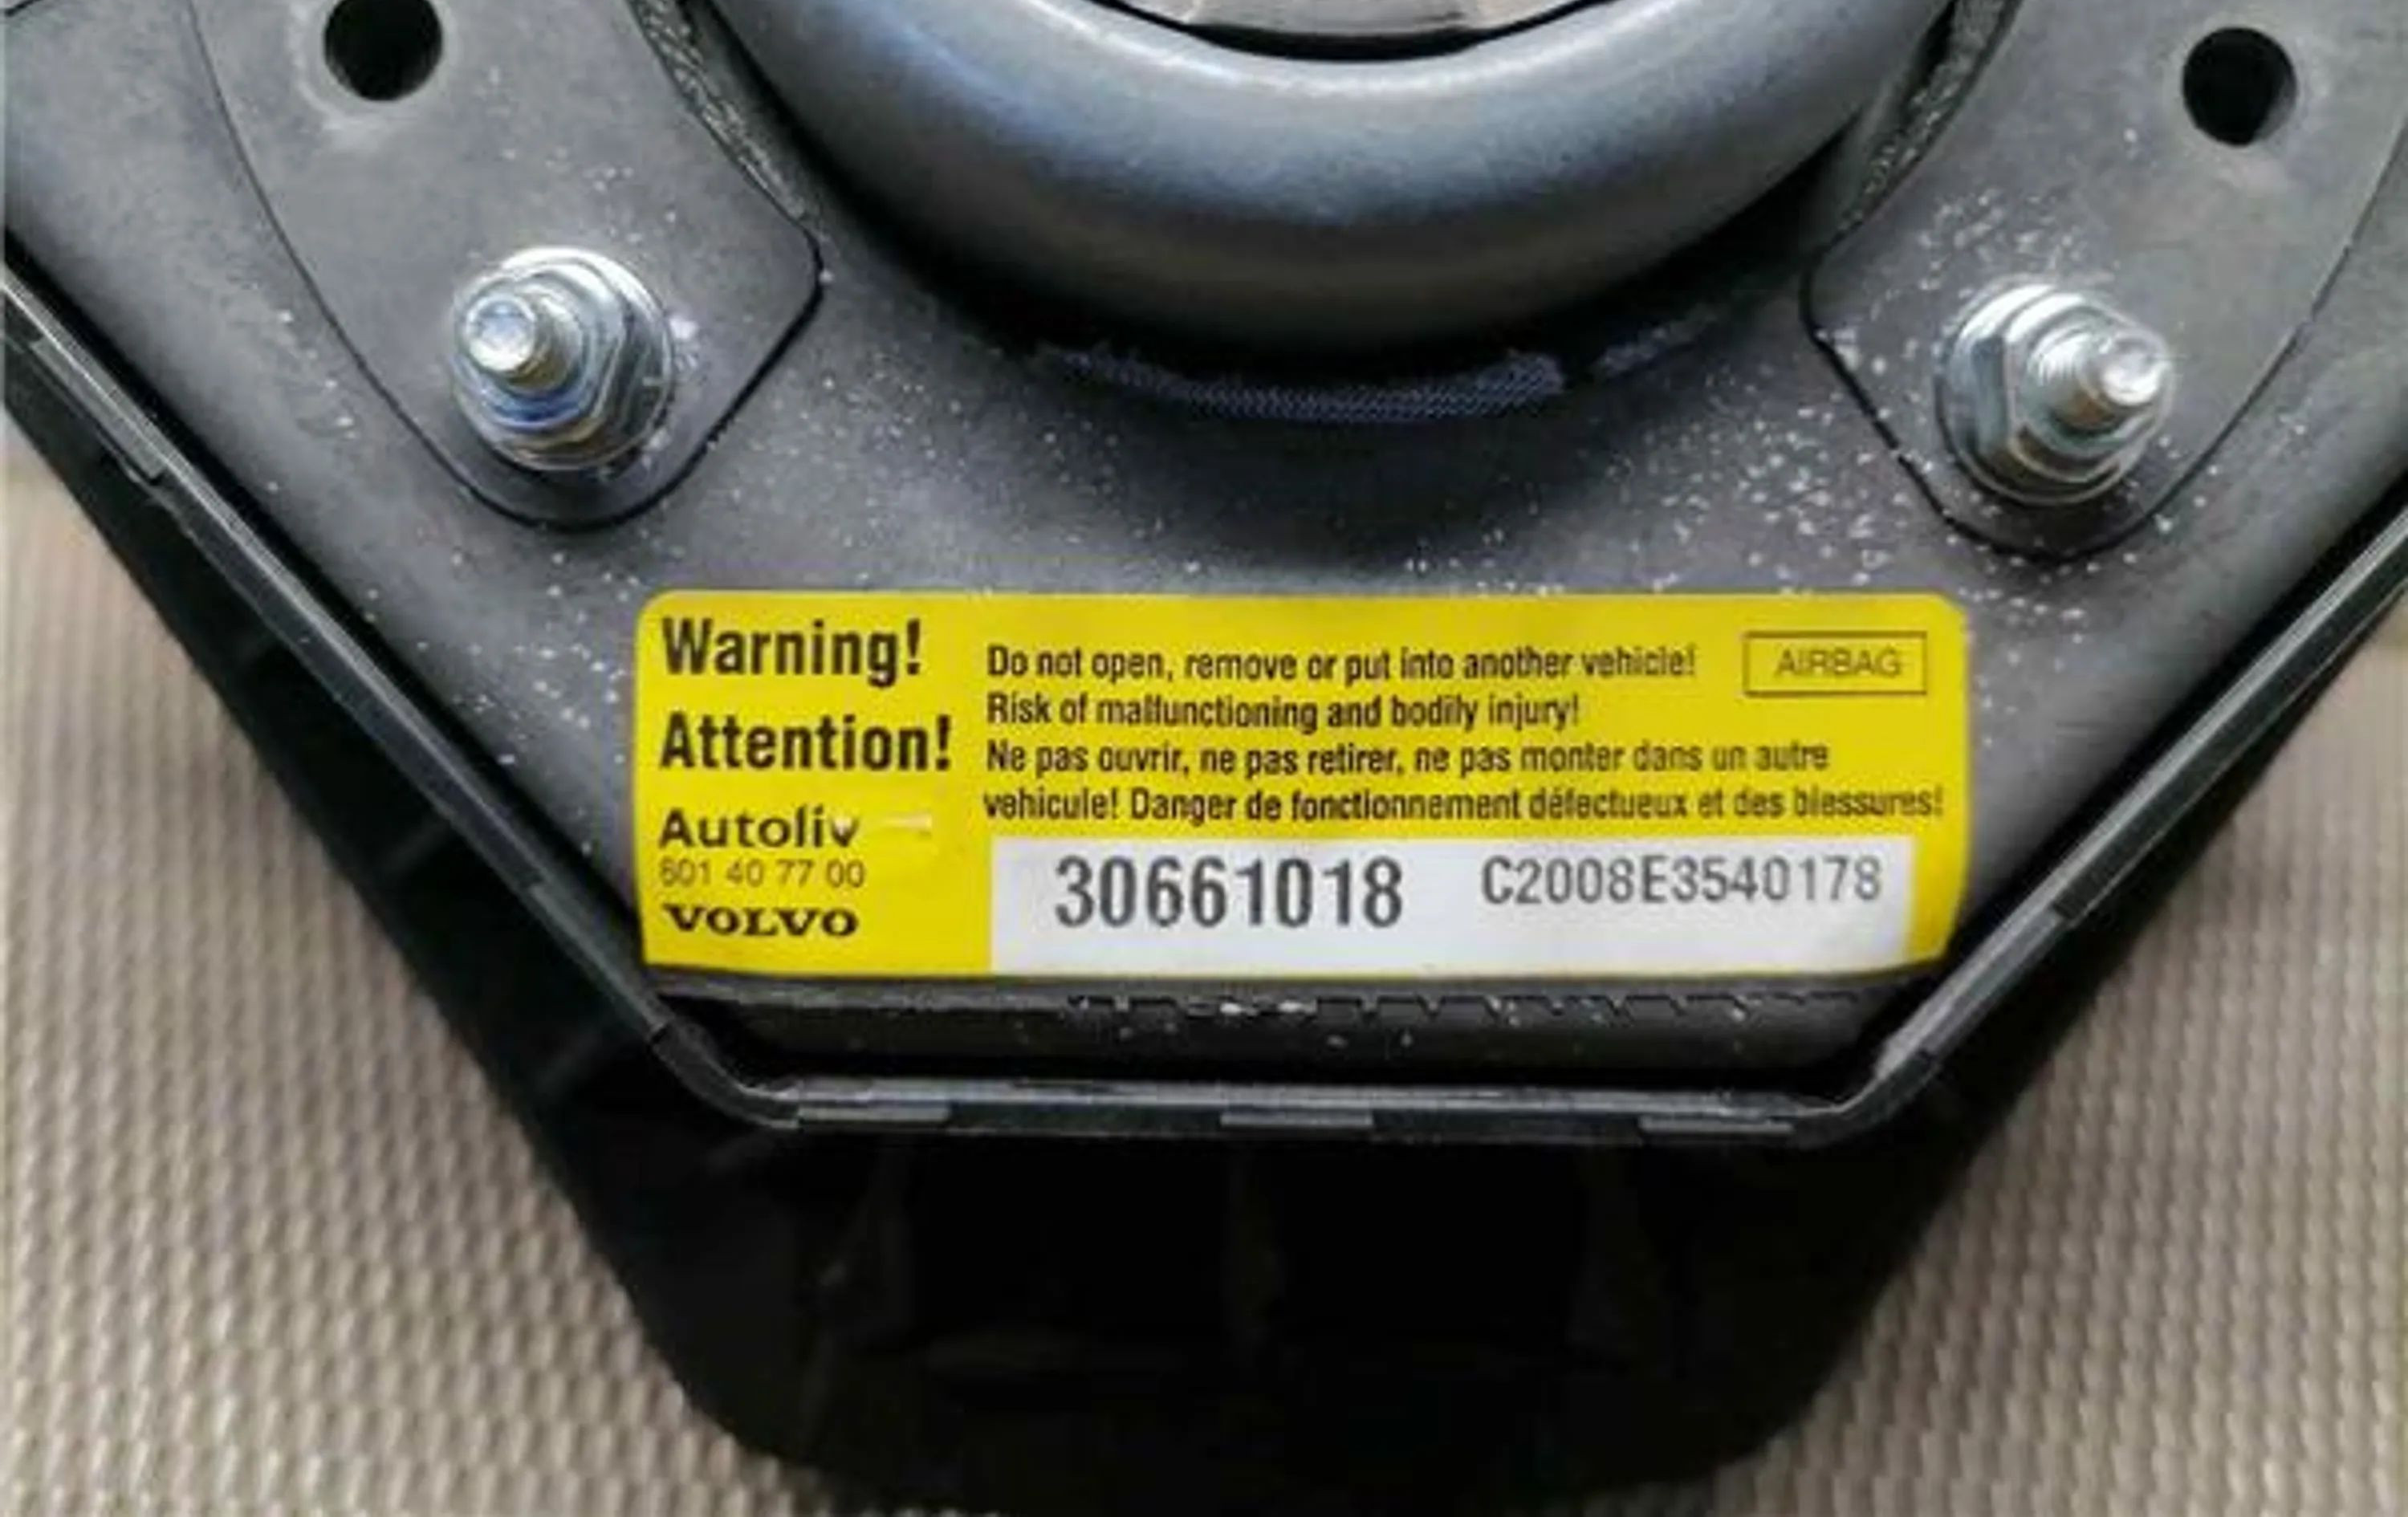 Warning!
Attention!
Autoliv
601 40 77 00
VOLVO
Do not open, remove or put into another vehicle!
Risk of malfunctioning and bodily injury!
Ne pas ouvrir, ne pas retirer, ne pas monter dans un autre
vehicule! Danger de fonctionnement défectueux et des blessures!
AIRBAG
30661018 C2008E3540178